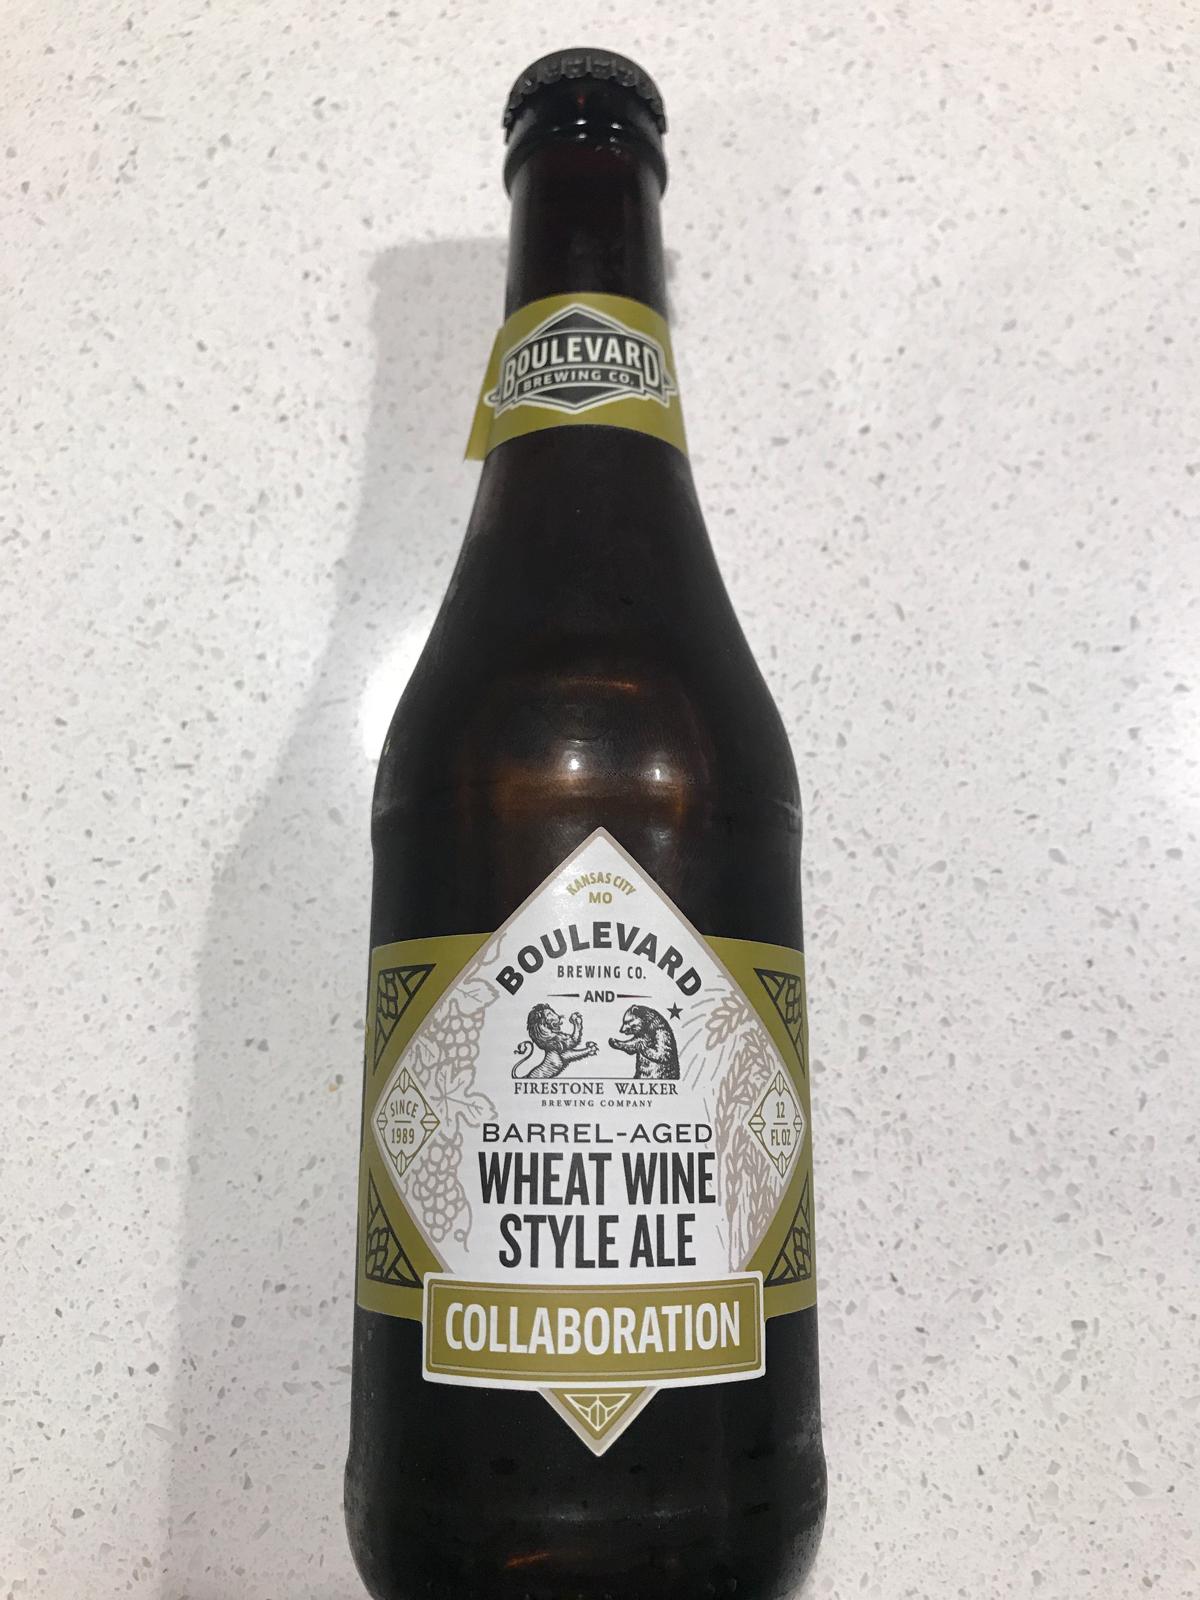 BOULEVARD
BREWING CO.
KANSAS CITY
MO
BOULEVARD
BREWING CO.
AND
FIRESTONE WALKER
BREWING COMPANY
SINCE
1989
12
FL OZ
BARREL-AGED
WHEAT WINE
STYLE ALE
COLLABORATION